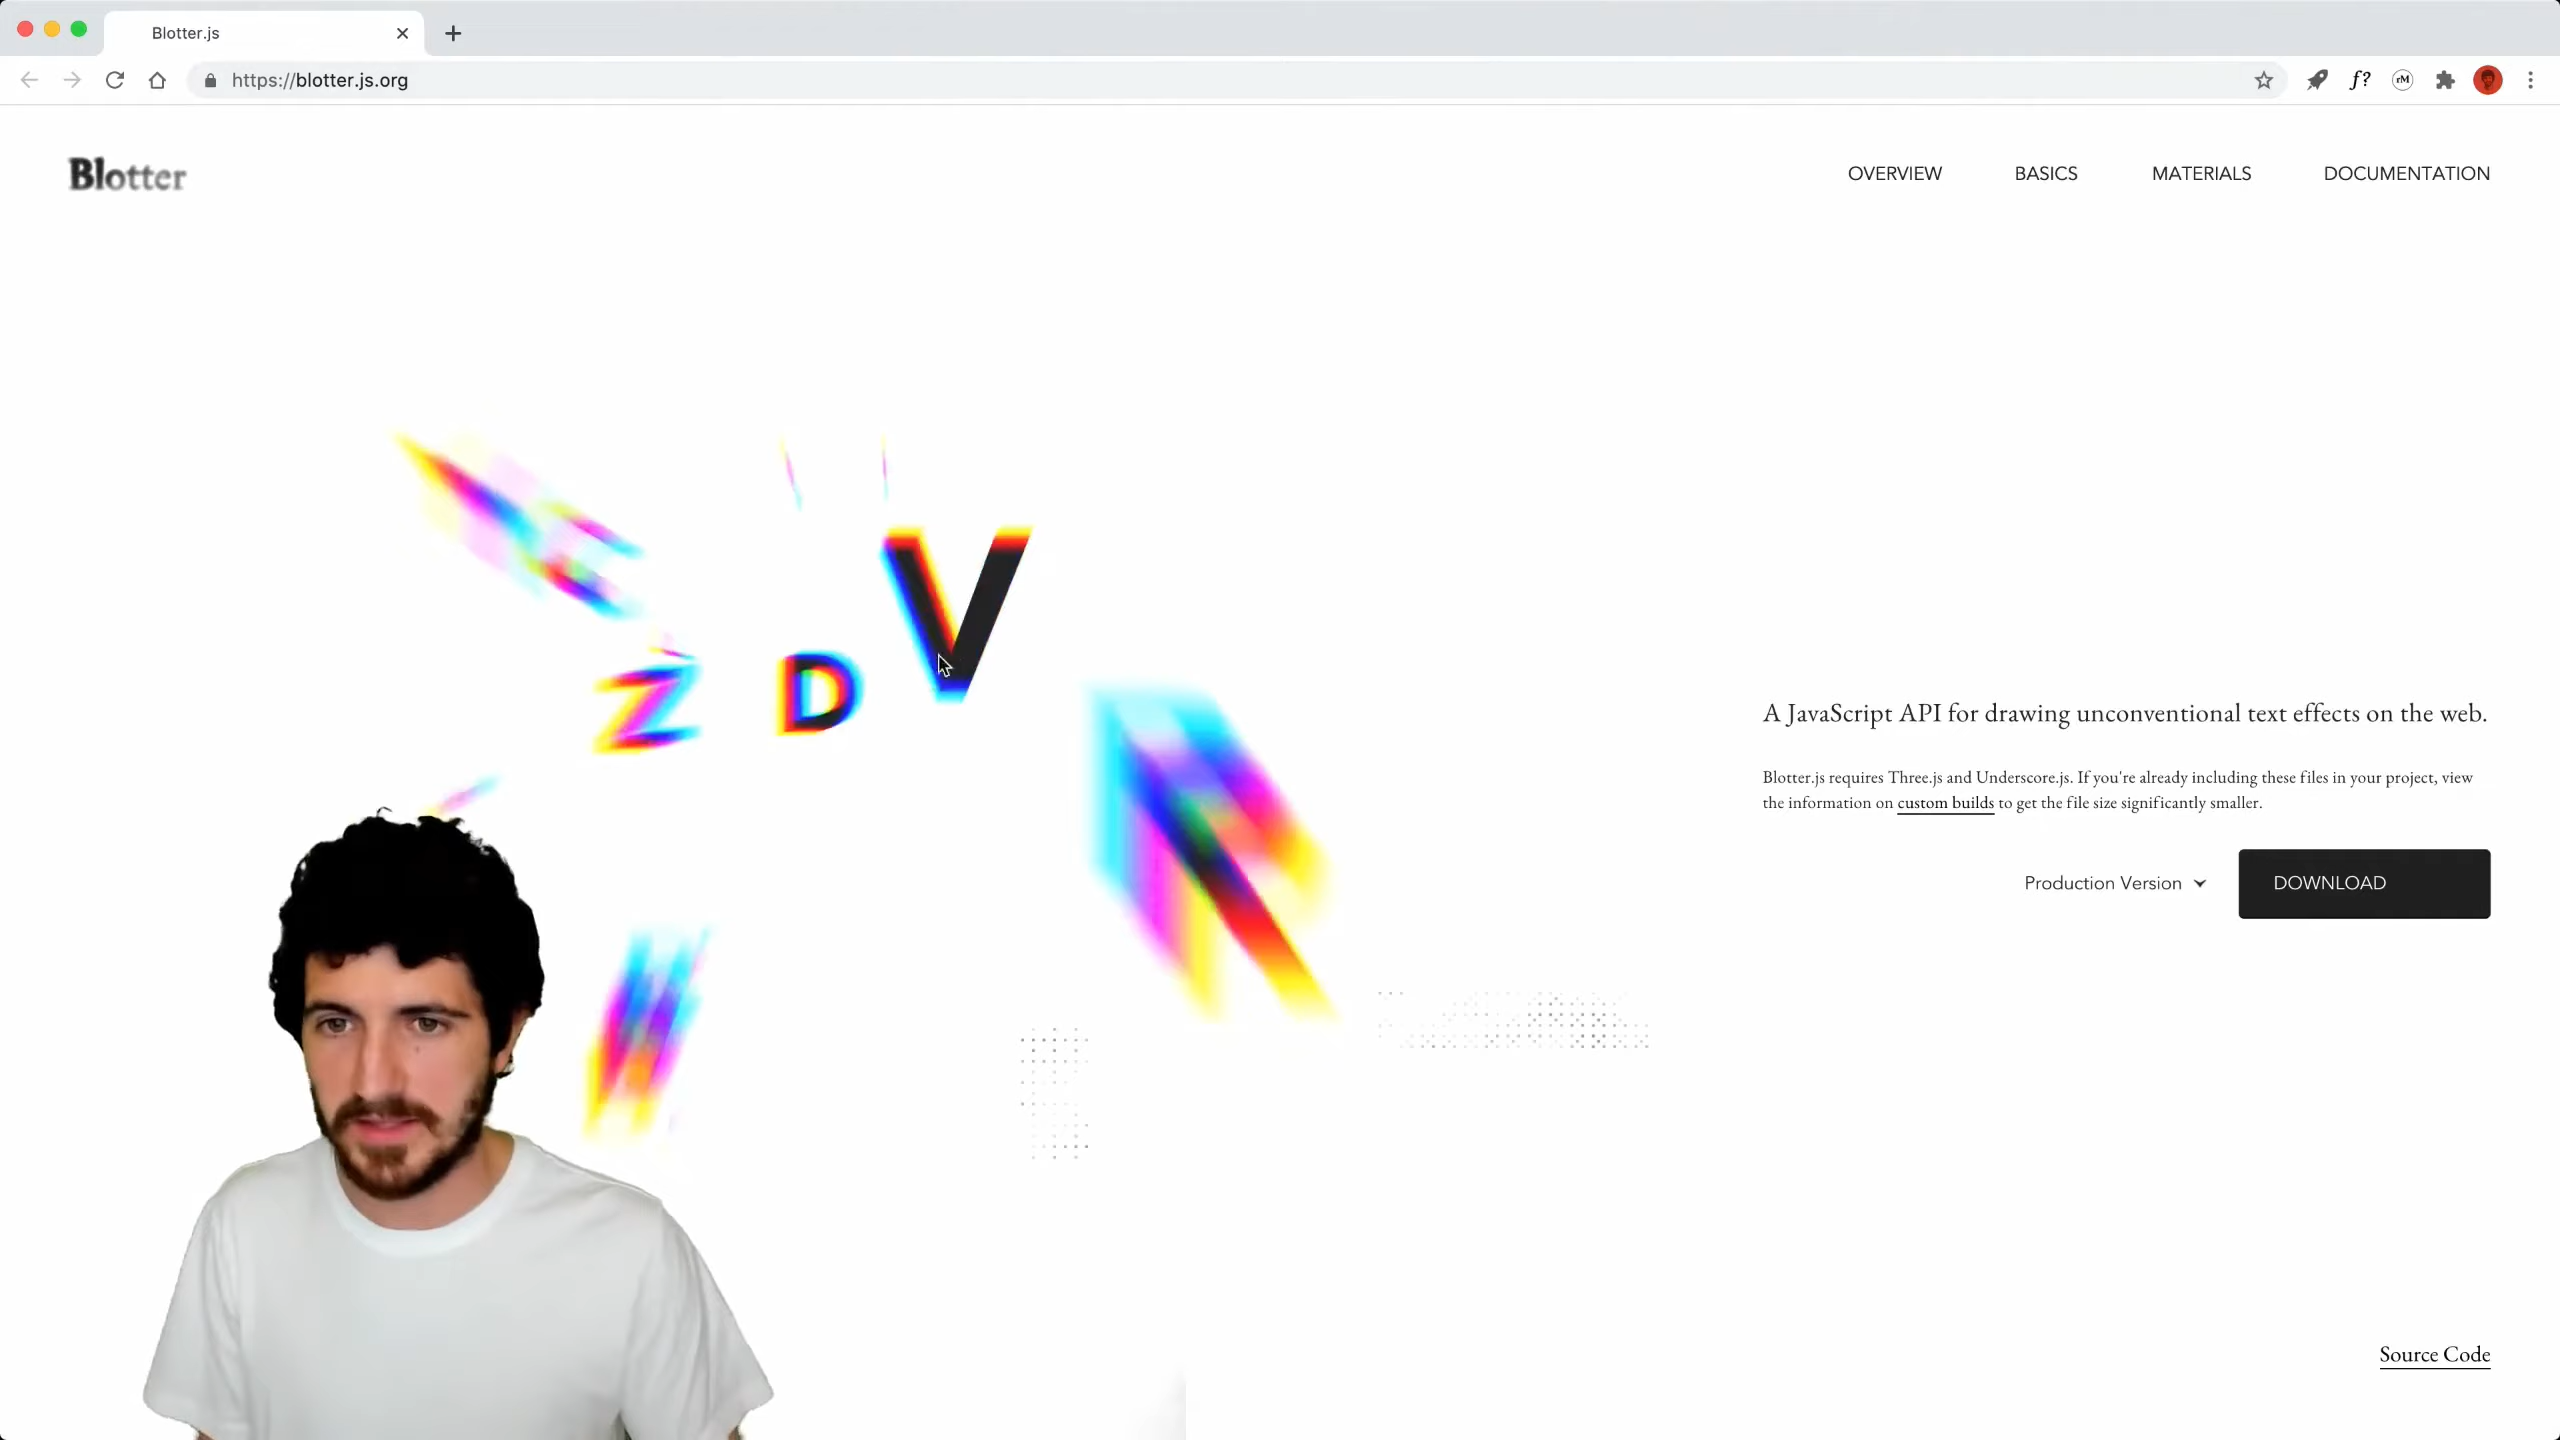 Blotter.js
https://blotter.js.org
f?
rM
Blotter
OVERVIEW
BASICS
MATERIALS
DOCUMENTATION
V
Z
D
R
A JavaScript API for drawing unconventional text effects on the web.
Blotter.js requires Three.js and Underscore.js. If you're already including these files in your project, view
the information on custom builds to get the file size significantly smaller.
Production Version
DOWNLOAD
Source Code